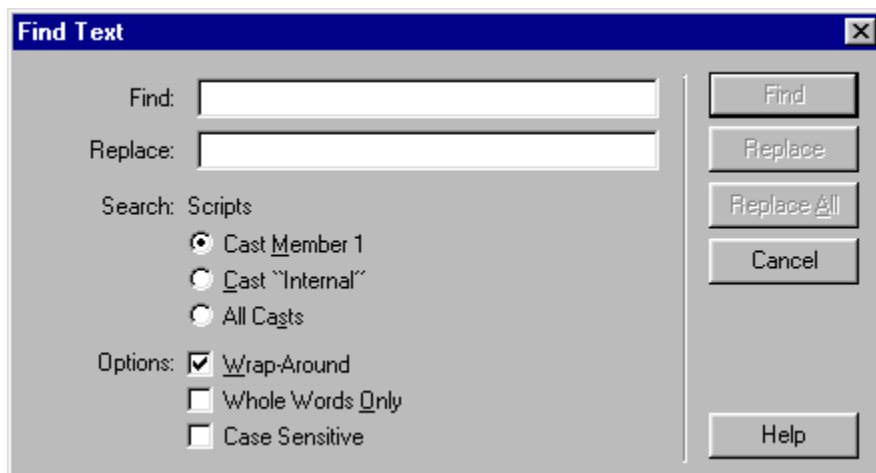 Find Text
Find:
Find
Replace:
Replace
Search: Scripts
Replace All
Cast Member 1
Cancel
Cast ``Internal´´
All Casts
Options: Wrap-Around
Whole Words Only
Case Sensitive
Help